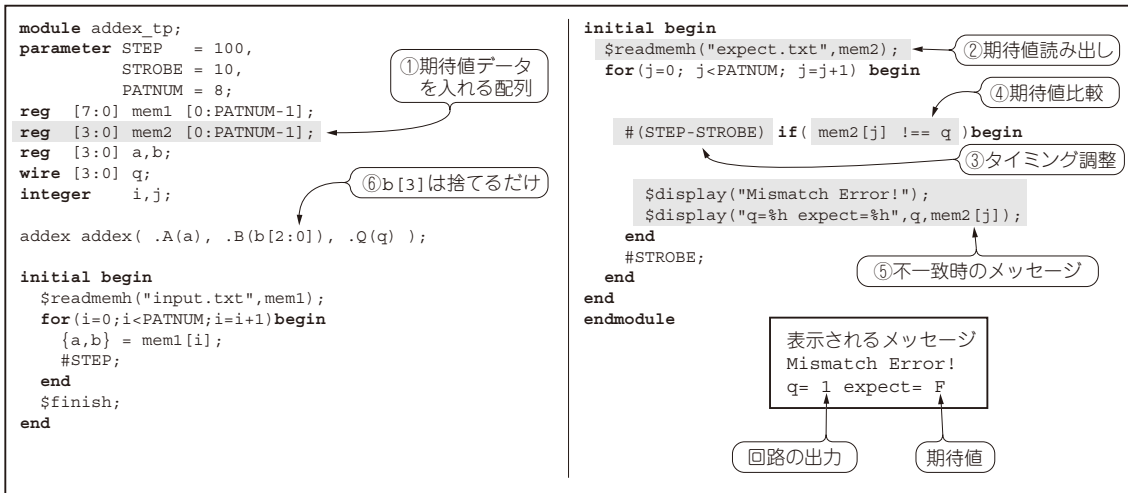 module addex_tp;
parameter STEP   = 100,
          STROBE = 10,
          PATNUM = 8;
reg  [7:0] mem1 [0:PATNUM-1];
reg  [3:0] mem2 [0:PATNUM-1];
reg  [3:0] a,b;
wire [3:0] q;
integer    i,j;
①期待値データ
を入れる配列
⑥b[3]は捨てるだけ
addex addex( .A(a), .B(b[2:0]), .Q(q) );
initial begin
  $readmemh("input.txt",mem1);
  for(i=0;i<PATNUM;i=i+1)begin
    {a,b} = mem1[i];
    #STEP;
  end
  $finish;
end
initial begin
  $readmemh("expect.txt",mem2);
②期待値読み出し
  for(j=0; j<PATNUM; j=j+1) begin
④期待値比較
    #(STEP-STROBE) if( mem2[j] !== q )begin
③タイミング調整
      $display("Mismatch Error!");
      $display("q=%h expect=%h",q,mem2[j]);
    end
⑤不一致時のメッセージ
    #STROBE;
  end
end
endmodule
表示されるメッセージ
Mismatch Error!
q= 1 expect= F
回路の出力
期待値